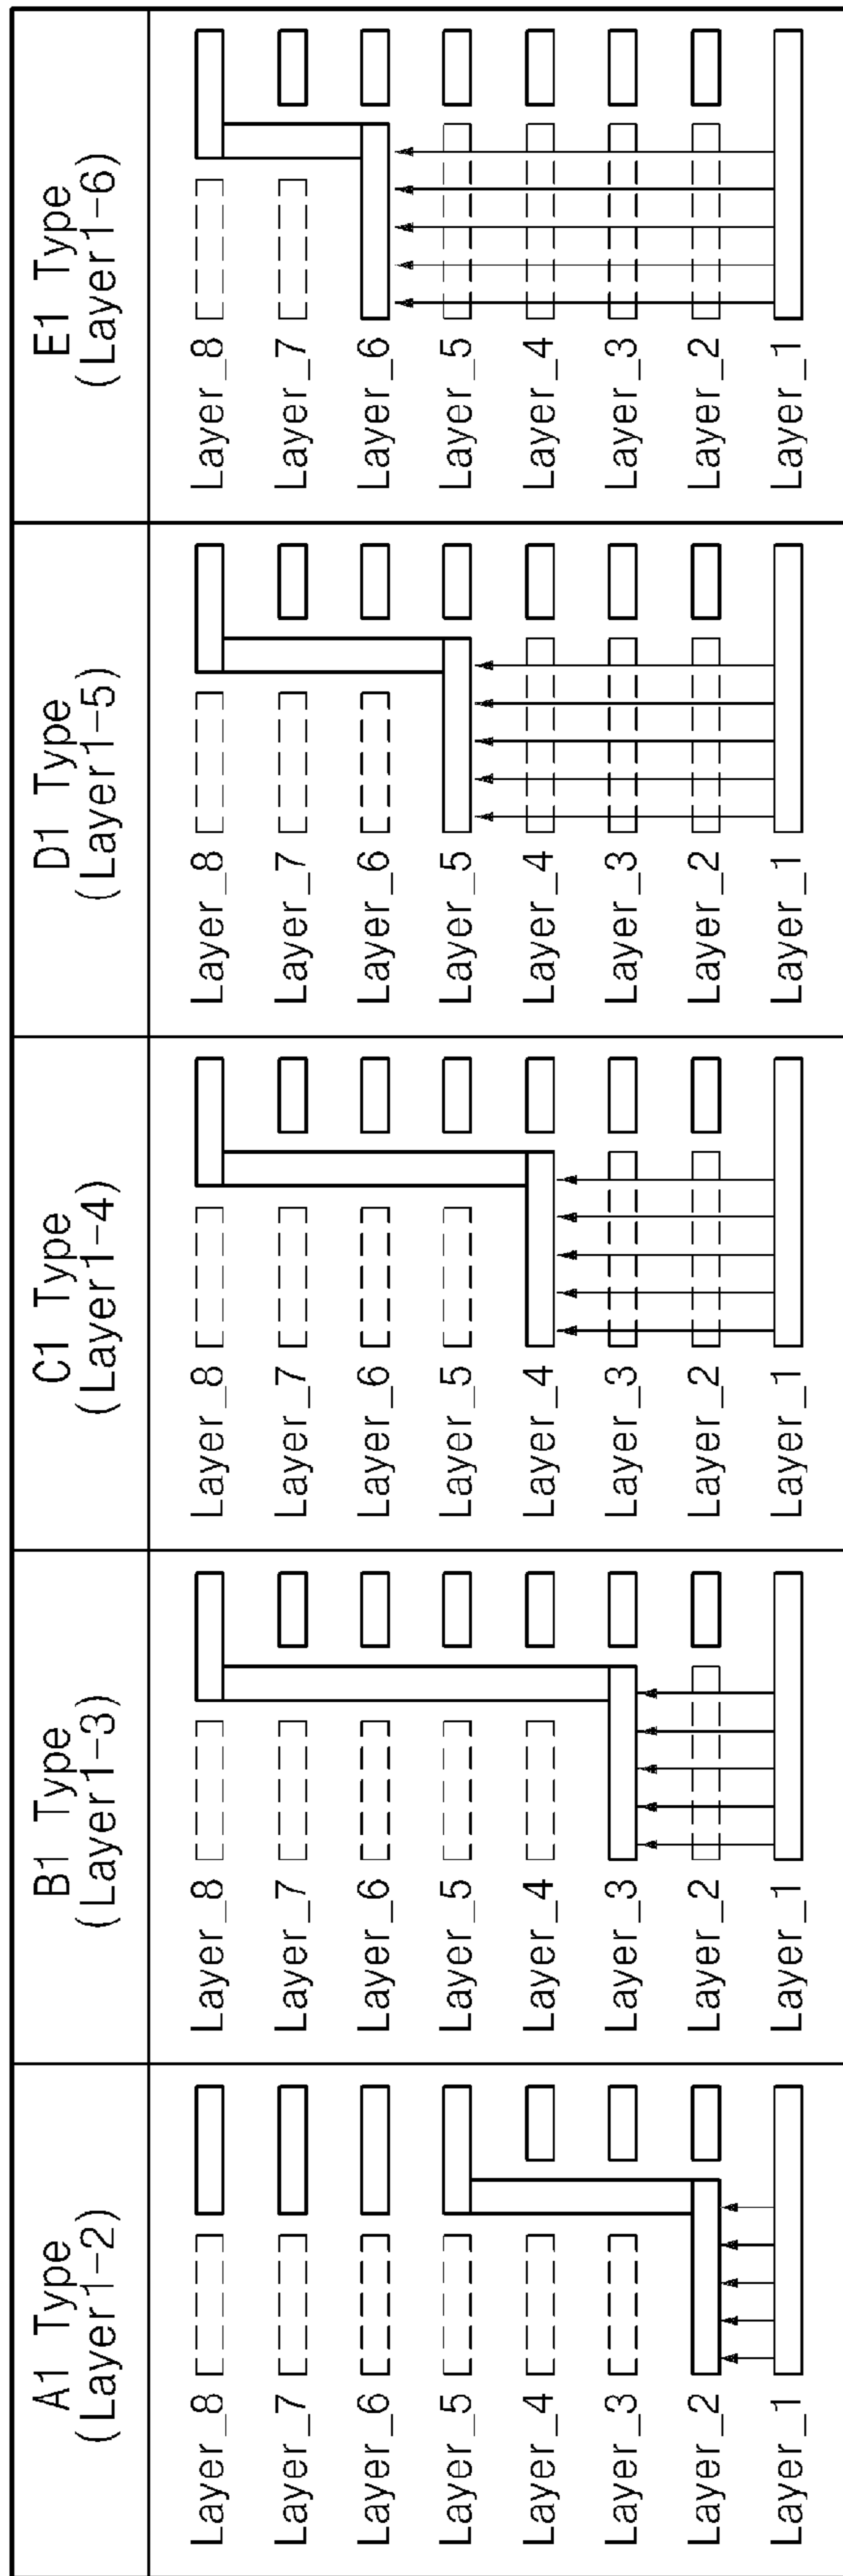 A1 Type
(Layer1-2)
Layer_8
Layer_7
Layer_6
Layer_5
Layer_4
Layer_3
Layer_2
Layer_1
B1 Type
(Layer1-3)
Layer_8
Layer_7
Layer_6
Layer_5
Layer_4
Layer_3
Layer_2
Layer_1
C1 Type
(Layer1-4)
Layer_8
Layer_7
Layer_6
Layer_5
Layer_4
Layer_3
Layer_2
Layer_1
D1 Type
(Layer1-5)
Layer_8
Layer_7
Layer_6
Layer_5
Layer_4
Layer_3
Layer_2
Layer_1
E1 Type
(Layer1-6)
Layer_8
Layer_7
Layer_6
Layer_5
Layer_4
Layer_3
Layer_2
Layer_1